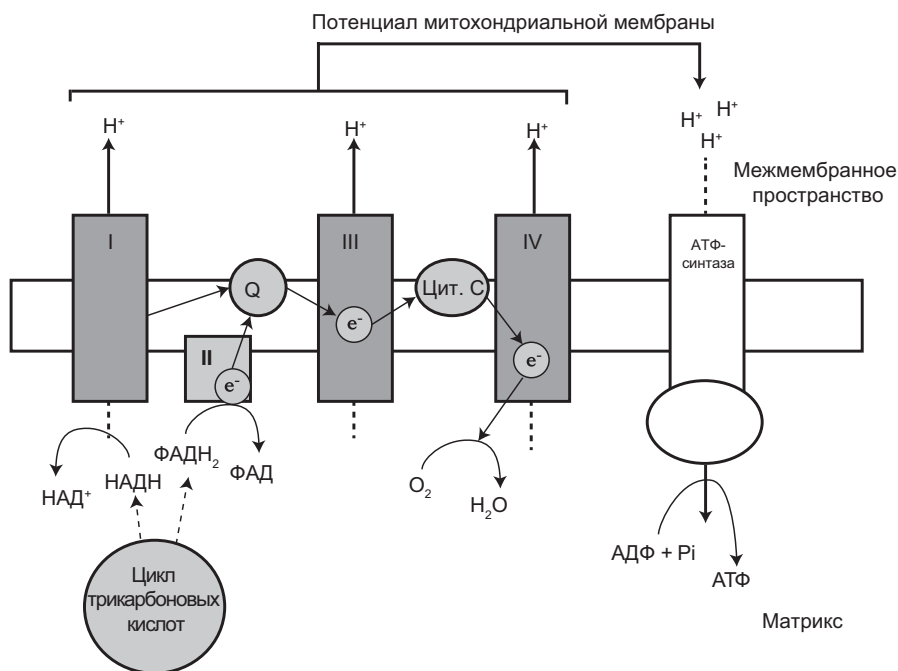 Потенциал митохондриальной мембраны
H⁺
H⁺
H⁺
H⁺
H⁺
H⁺
Межмембранное
пространство
I
III
IV
АТФ-
синтаза
Q
Цит. C
e⁻
II
e⁻
e⁻
НАД⁺
НАДН
ФАДН₂
ФАД
O₂
H₂O
АДФ + Pi
АТФ
Цикл
трикарбоновых
кислот
Матрикс